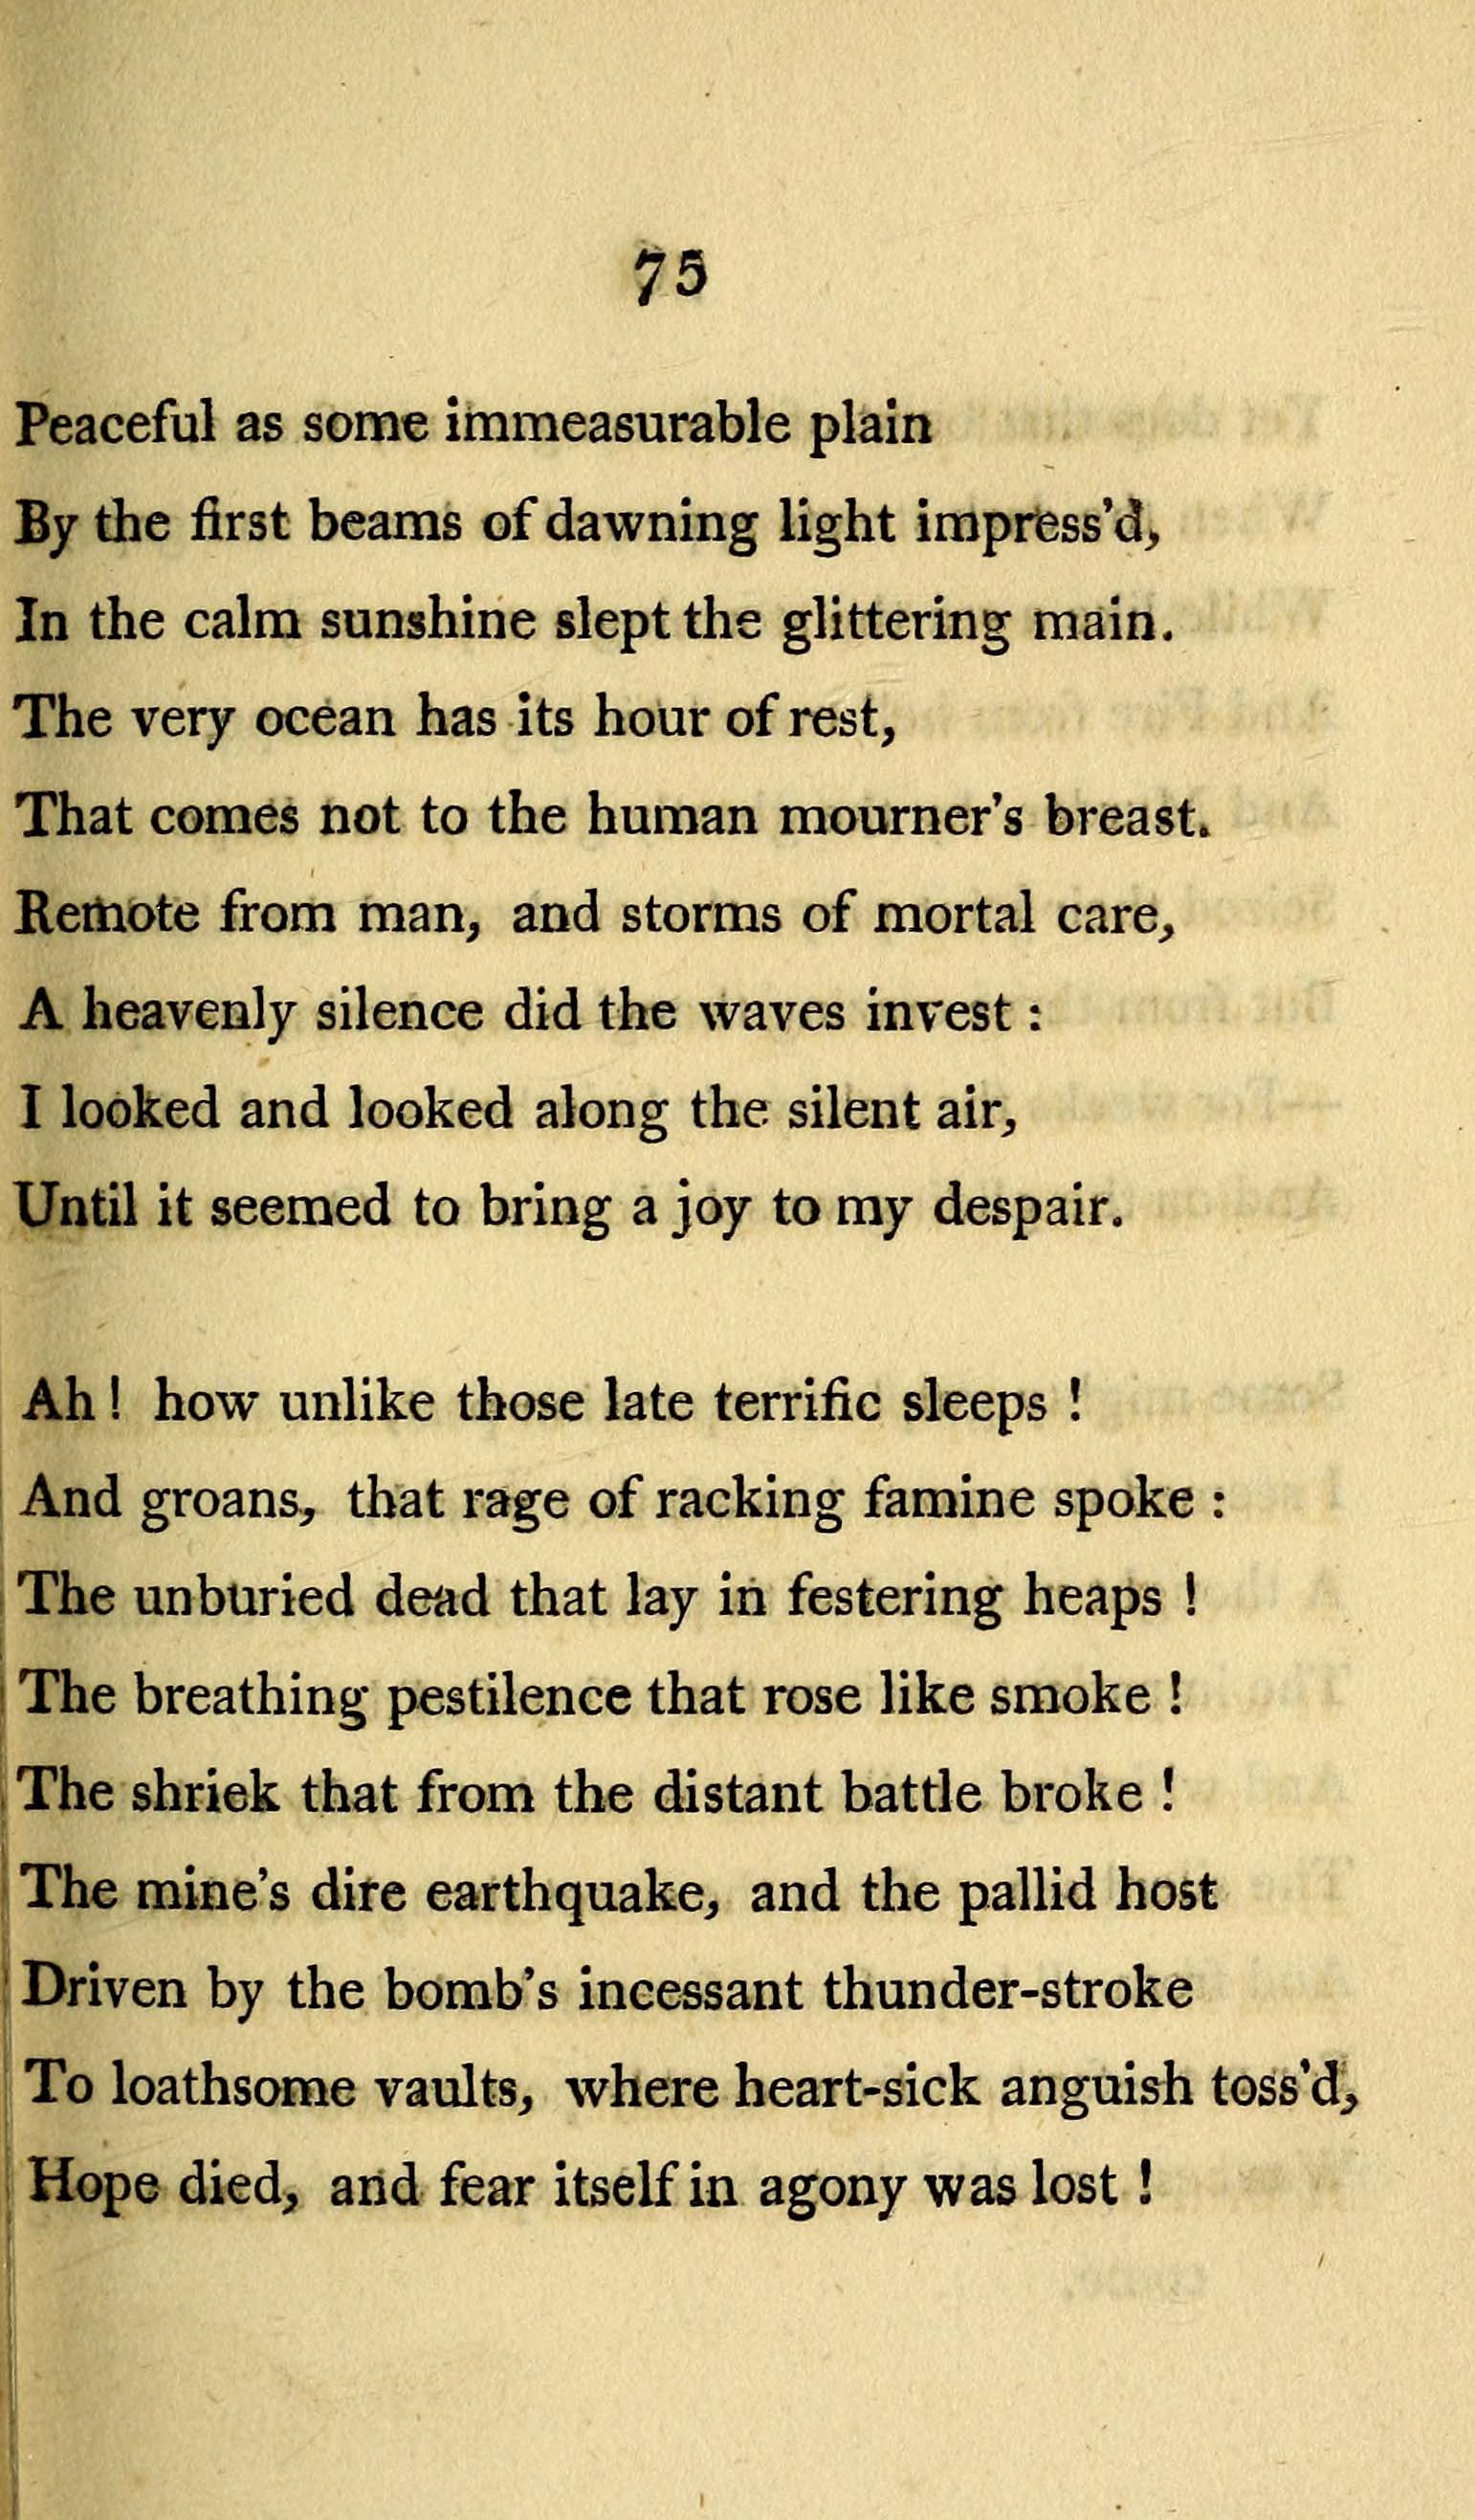 75
Peaceful as some immeasurable plain
By the first beams of dawning light impress'd,
In the calm sunshine slept the glittering main.
The very ocean has its hour of rest,
That comes not to the human mourner's breast.
Remote from man, and storms of mortal care,
A heavenly silence did the waves invest :
I looked and looked along the silent air,
Until it seemed to bring a joy to my despair.
Ah ! how unlike those late terrific sleeps !
And groans, that rage of racking famine spoke :
The unburied dead that lay in festering heaps !
The breathing pestilence that rose like smoke !
The shriek that from the distant battle broke !
The mine's dire earthquake, and the pallid host
Driven by the bomb's incessant thunder-stroke
To loathsome vaults, where heart-sick anguish toss'd,
Hope died, and fear itself in agony was lost !